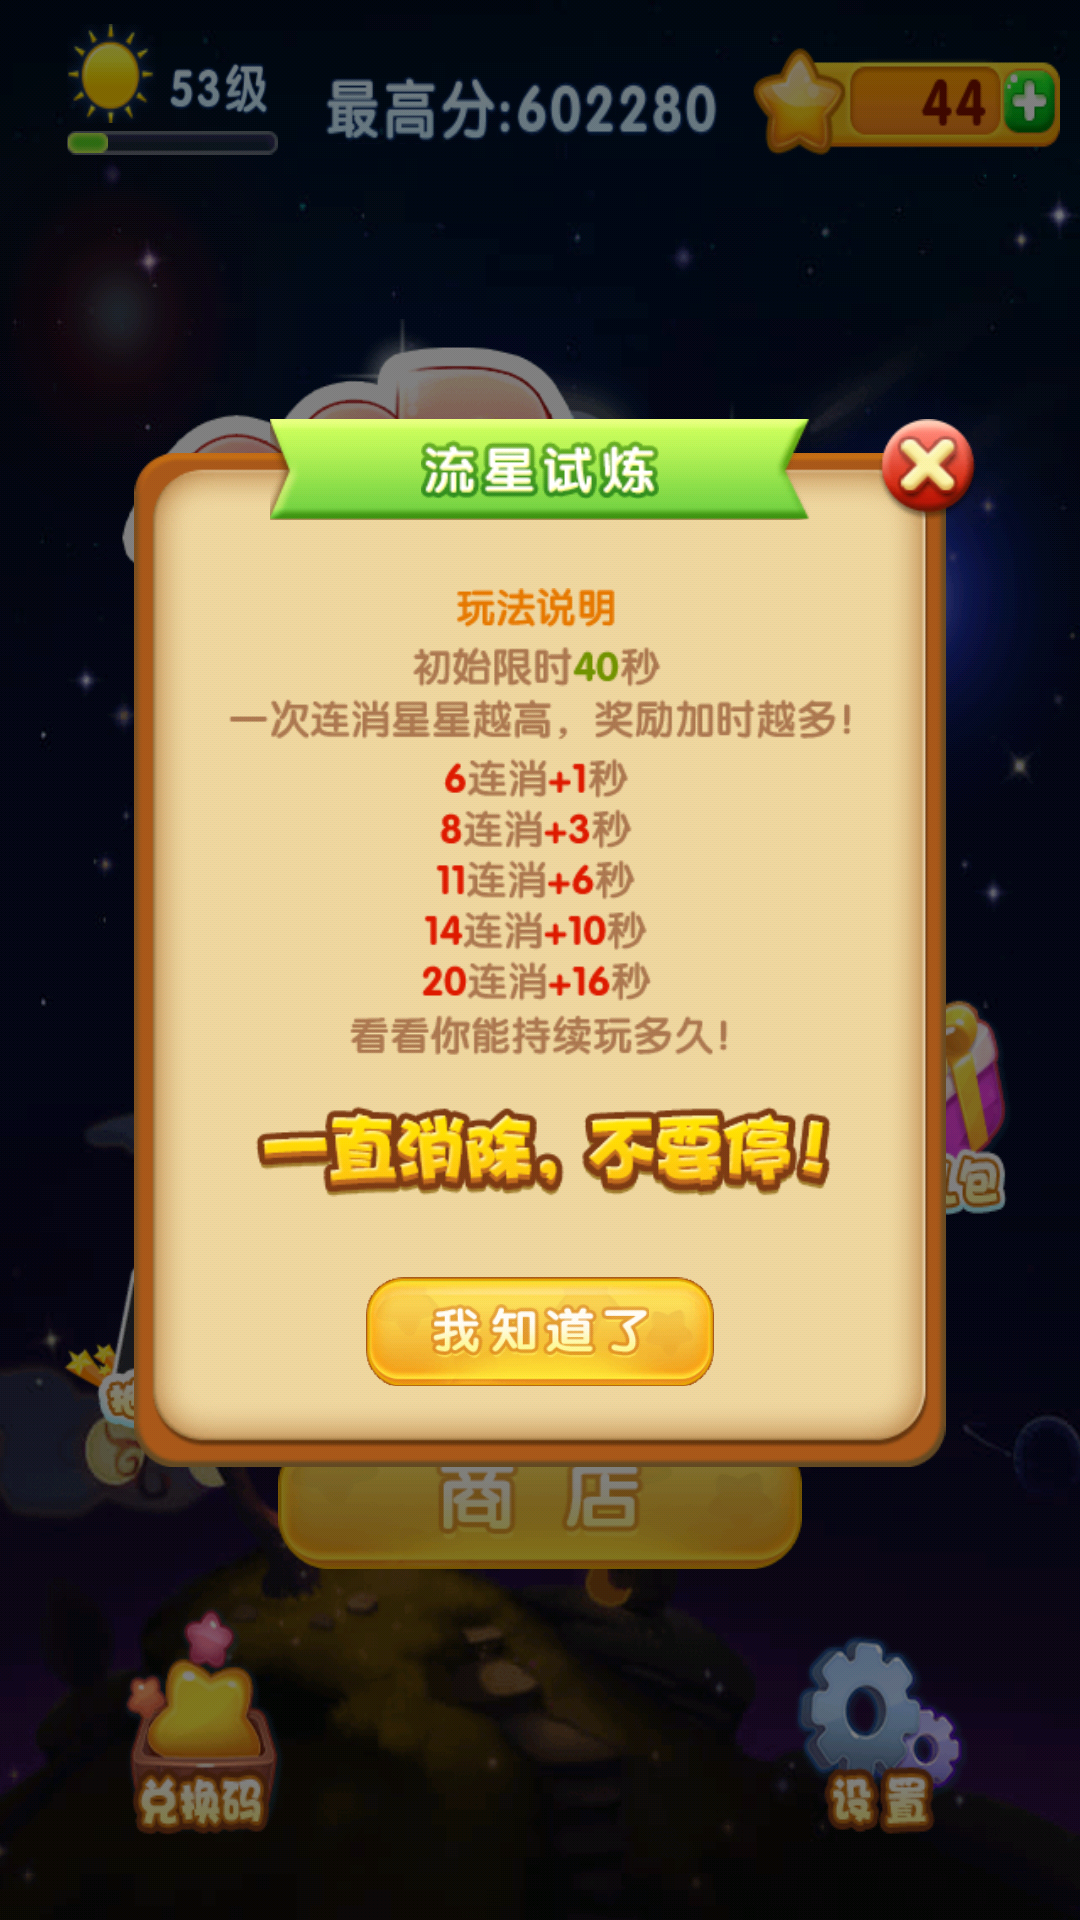 53级
最高分:602280
44
流星试炼
玩法说明
初始限时40秒
一次连消星星越高，奖励加时越多！
6连消+1秒
8连消+3秒
11连消+6秒
14连消+10秒
20连消+16秒
看看你能持续玩多久！
一直消除，不要停！
包
我知道了
商店
兑换码
设置